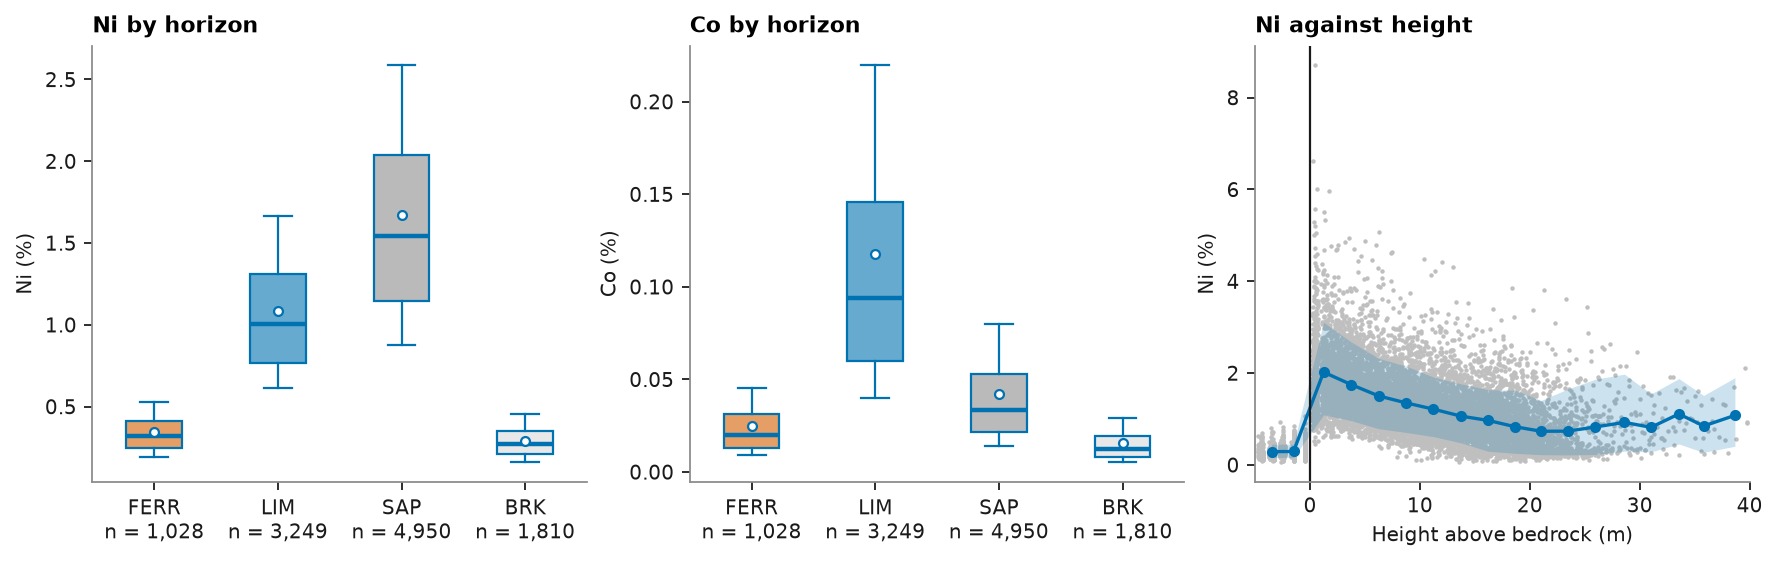 Ni by horizon
Ni (%)
2.5
2.0
1.5
1.0
0.5
FERR
n = 1,028
LIM
n = 3,249
SAP
n = 4,950
BRK
n = 1,810
Co by horizon
Co (%)
0.20
0.15
0.10
0.05
0.00
FERR
n = 1,028
LIM
n = 3,249
SAP
n = 4,950
BRK
n = 1,810
Ni against height
Ni (%)
8
6
4
2
0
0 10 20 30 40
Height above bedrock (m)